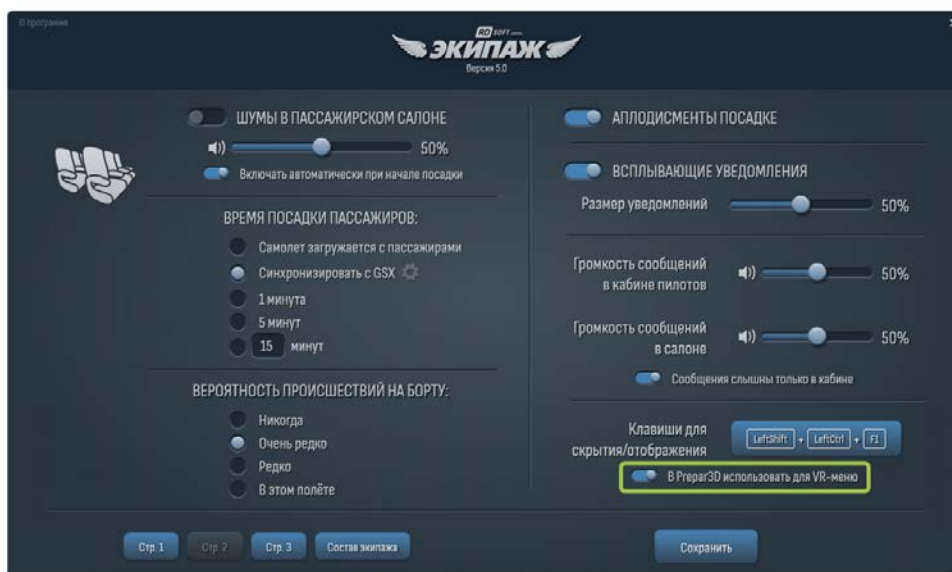 О программе
RD SOFT
ЭКИПАЖ
Версия 5.0
ШУМЫ В ПАССАЖИРСКОМ САЛОНЕ
50%
Включать автоматически при начале посадки
ВРЕМЯ ПОСАДКИ ПАССАЖИРОВ:
Самолет загружается с пассажирами
Синхронизировать с GSX
1 минута
5 минут
15 минут
ВЕРОЯТНОСТЬ ПРОИСШЕСТВИЙ НА БОРТУ:
Никогда
Очень редко
Редко
В этом полёте
АПЛОДИСМЕНТЫ ПОСАДКЕ
ВСПЛЫВАЮЩИЕ УВЕДОМЛЕНИЯ
Размер уведомлений 50%
Громкость сообщений
в кабине пилотов
50%
Громкость сообщений
в салоне
50%
Сообщения слышны только в кабине
Клавиши для
скрытия/отображения
LeftShift + LeftCtrl + F1
В Prepar3D использовать для VR-меню
Стр. 1 Стр. 2 Стр. 3 Состав экипажа Сохранить